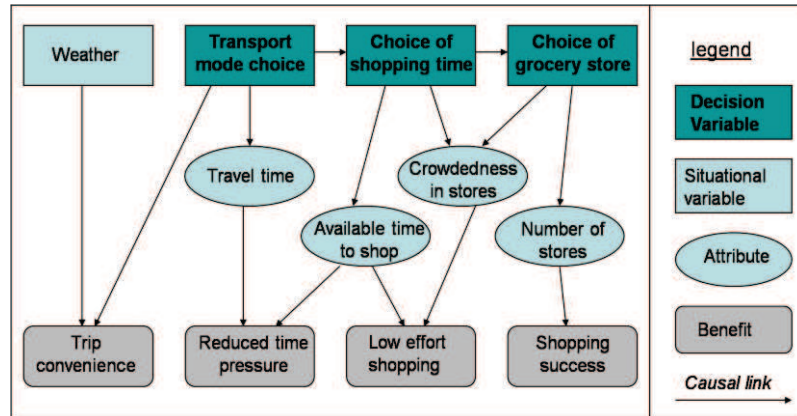 Weather
Transport
mode choice
Choice of
shopping time
Choice of
grocery store
Travel time
Crowdedness
in stores
Available time
to shop
Number of
stores
Trip
convenience
Reduced time
pressure
Low effort
shopping
Shopping
success
legend
Decision
Variable
Situational
variable
Attribute
Benefit
Causal link